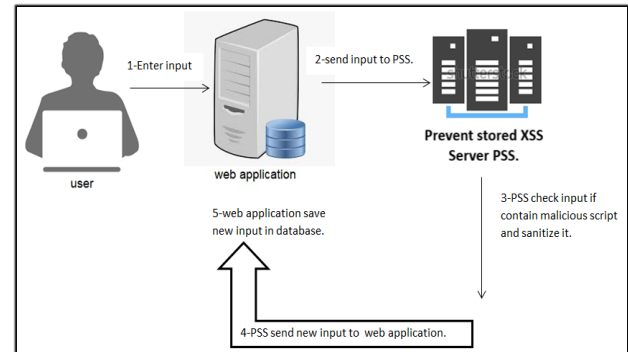 1-Enter input
2-send input to PSS.
shutterstock
Prevent stored XSS
Server PSS.
user
web application
3-PSS check input if
contain malicious script
and sanitize it.
5-web application save
new input in database.
4-PSS send new input to web application.